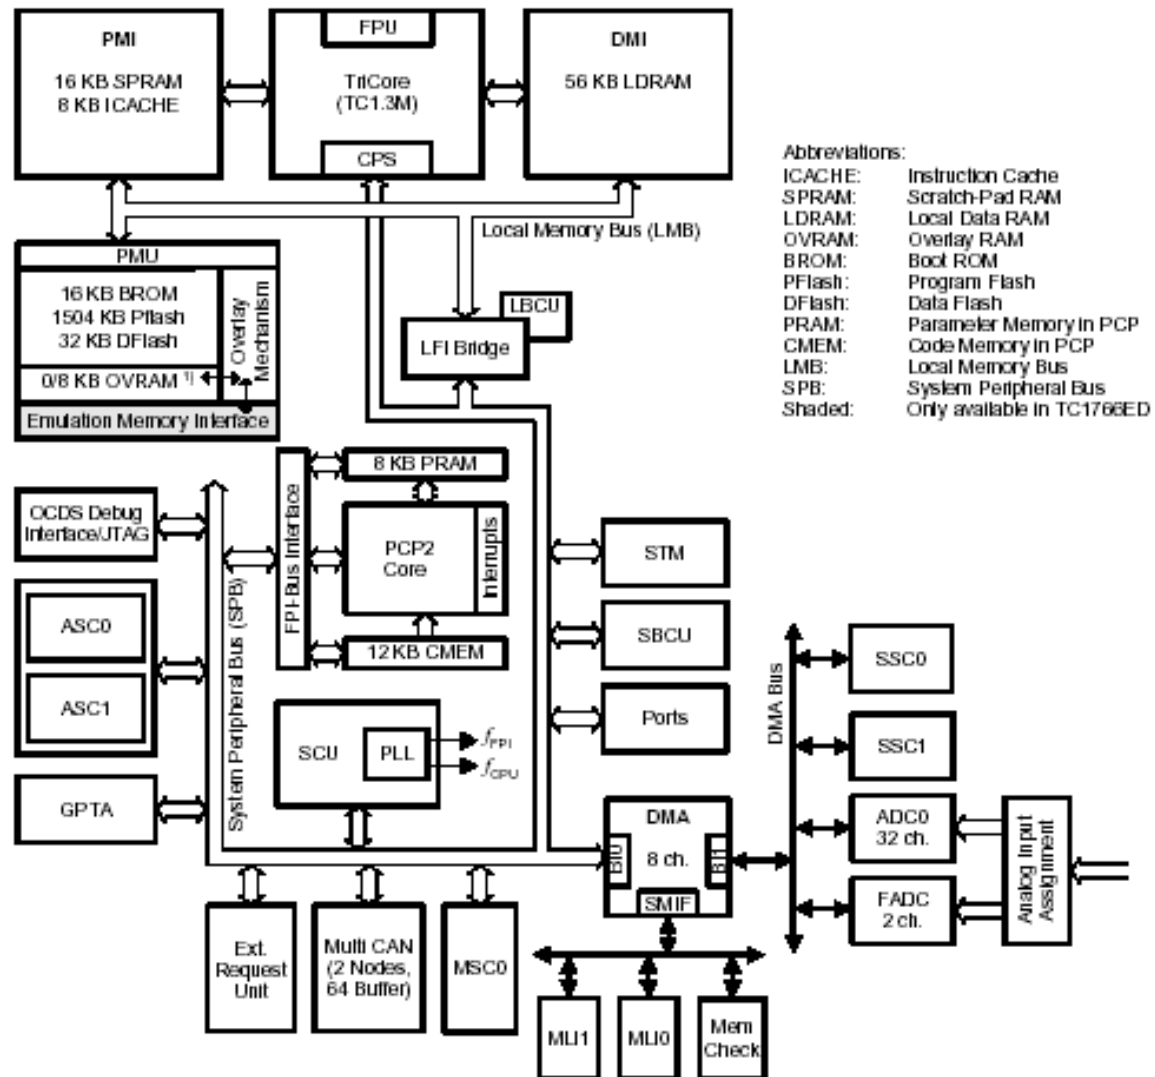 PMI
16 KB SPRAM
8 KB ICACHE
FPU
TriCore
(TC1.3M)
CPS
DMI
56 KB LDRAM
Abbreviations:
ICACHE: Instruction Cache
SPRAM: Scratch-Pad RAM
LDRAM: Local Data RAM
OVRAM: Overlay RAM
BROM: Boot ROM
PFlash: Program Flash
DFlash: Data Flash
PRAM: Parameter Memory in PCP
CMEM: Code Memory in PCP
LMB: Local Memory Bus
SPB: System Peripheral Bus
Shaded: Only available in TC1766ED
Local Memory Bus (LMB)
PMU
16 KB BROM
1504 KB Pflash
32 KB DFlash
0/8 KB OVRAM 1)
Overlay
Mechanism
Emulation Memory Interface
LBCU
LFI Bridge
OCDS Debug
Interface/JTAG
ASC0
ASC1
GPTA
System Peripheral Bus (SPB)
FPI-Bus Interface
8 KB PRAM
PCP2
Core
Interrupts
12 KB CMEM
SCU
PLL
fFPI
fCPU
STM
SBCU
Ports
DMA
8 ch.
BI0
BI1
SMIF
DMA Bus
SSC0
SSC1
ADC0
32 ch.
FADC
2 ch.
Analog Input
Assignment
Ext.
Request
Unit
Multi CAN
(2 Nodes,
64 Buffer)
MSC0
MLI1
MLI0
Mem
Check